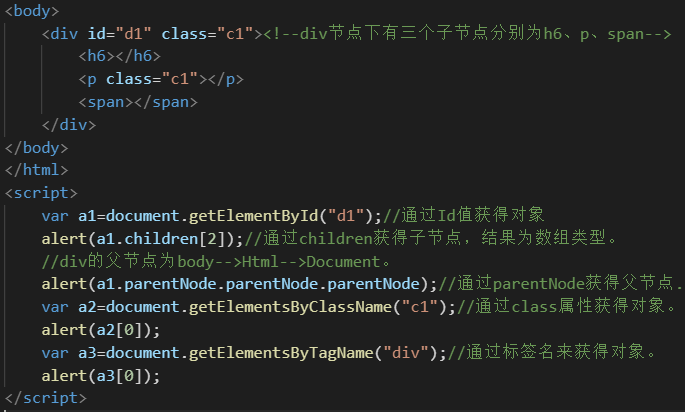 <body>
<div id="d1" class="c1"><!--div节点下有三个子节点分别为h6、p、span-->
<h6></h6>
<p class="c1"></p>
<span></span>
</div>
</body>
</html>
<script>
var a1=document.getElementById("d1");//通过Id值获得对象
alert(a1.children[2]);//通过children获得子节点，结果为数组类型。
//div的父节点为body-->Html-->Document。
alert(a1.parentNode.parentNode.parentNode);//通过parentNode获得父节点.
var a2=document.getElementsByClassName("c1");//通过class属性获得对象。
alert(a2[0]);
var a3=document.getElementsByTagName("div");//通过标签名来获得对象。
alert(a3[0]);
</script>